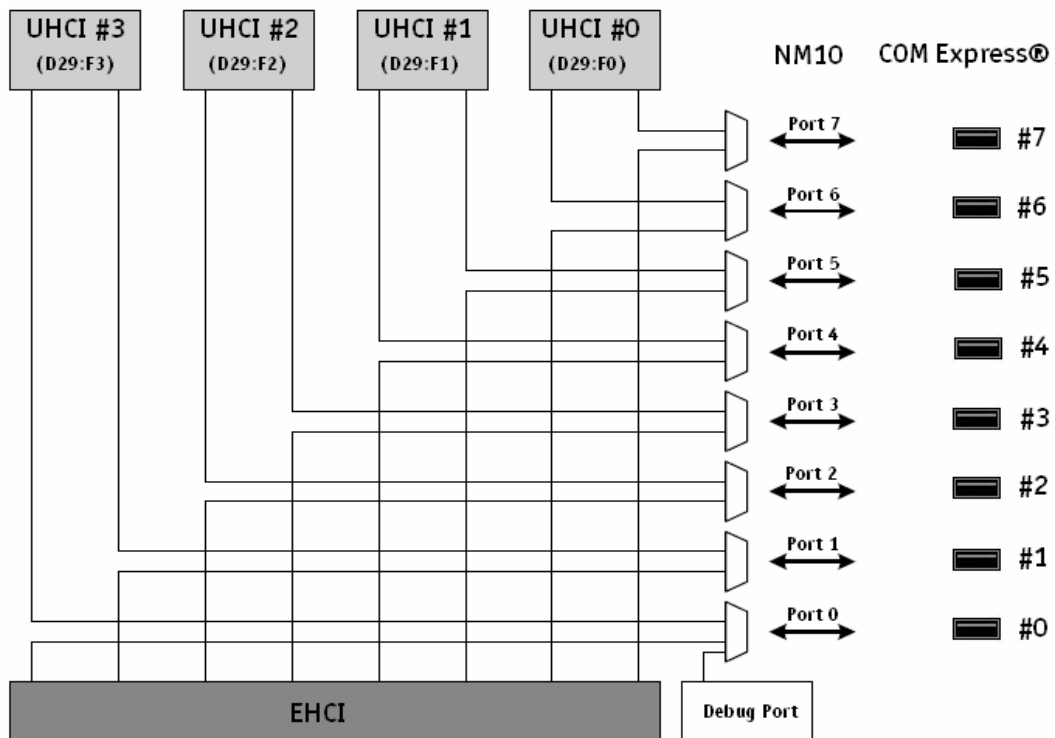 UHCI #3
(D29:F3)
UHCI #2
(D29:F2)
UHCI #1
(D29:F1)
UHCI #0
(D29:F0)
NM10
COM Express®
Port 7
#7
Port 6
#6
Port 5
#5
Port 4
#4
Port 3
#3
Port 2
#2
Port 1
#1
Port 0
#0
EHCI
Debug Port